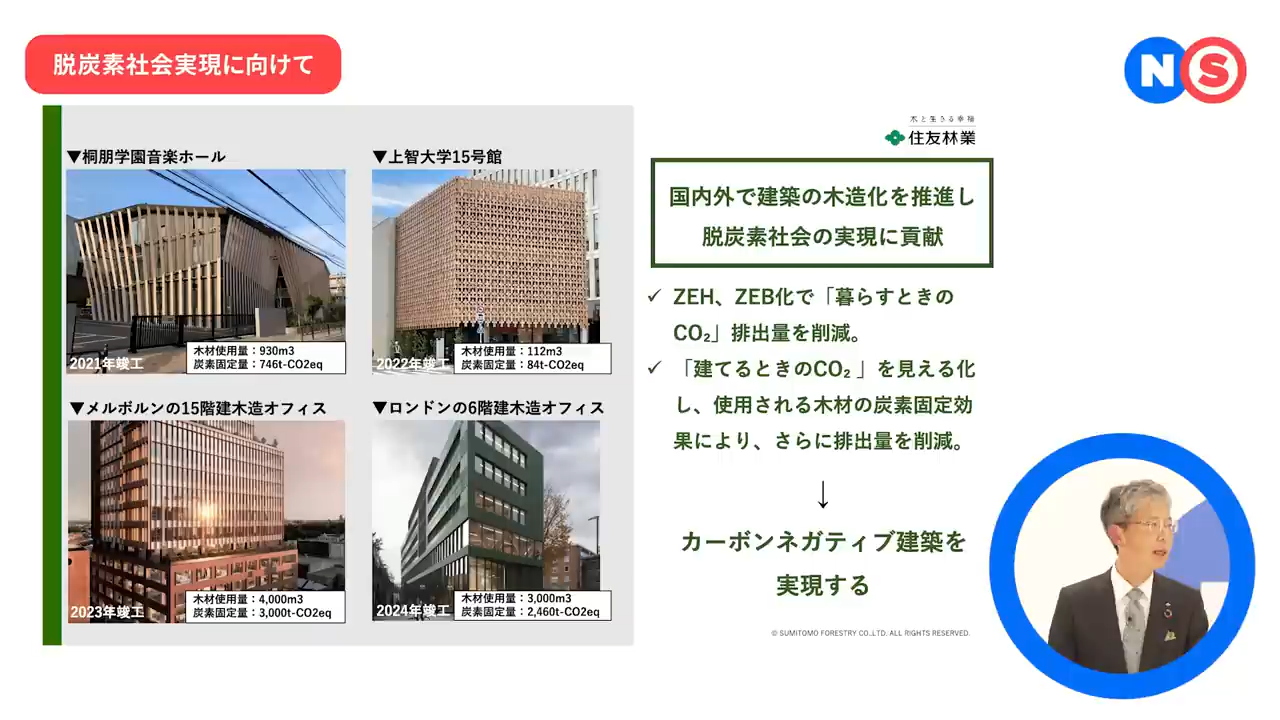 脱炭素社会実現に向けて
NS
▼桐朋学園音楽ホール
2021年竣工
木材使用量：930m3
炭素固定量：746t-CO2eq
▼上智大学15号館
2022年竣工
木材使用量：112m3
炭素固定量：84t-CO2eq
▼メルボルンの15階建木造オフィス
2023年竣工
木材使用量：4,000m3
炭素固定量：3,000t-CO2eq
▼ロンドンの6階建木造オフィス
2024年竣工
木材使用量：3,000m3
炭素固定量：2,460t-CO2eq
木と生きる幸福
住友林業
国内外で建築の木造化を推進し
脱炭素社会の実現に貢献
✓ ZEH、ZEB化で「暮らすときの
CO₂」排出量を削減。
✓ 「建てるときのCO₂ 」を見える化
し、使用される木材の炭素固定効
果により、さらに排出量を削減。
↓
カーボンネガティブ建築を
実現する
© SUMITOMO FORESTRY CO.,LTD. ALL RIGHTS RESERVED.